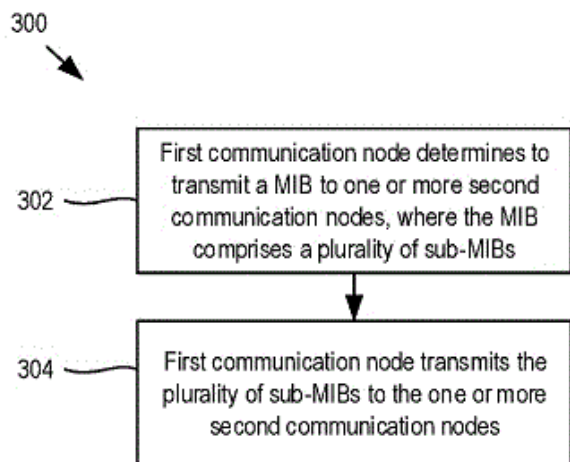 300
302
First communication node determines to
transmit a MIB to one or more second
communication nodes, where the MIB
comprises a plurality of sub-MIBs
304
First communication node transmits the
plurality of sub-MIBs to the one or more
second communication nodes